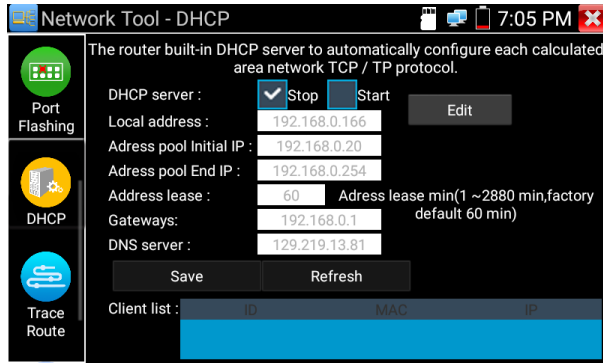 Network Tool - DHCP
7:05 PM
The router built-in DHCP server to automatically configure each calculated
area network TCP / TP protocol.
Port
Flashing
DHCP
Trace
Route
DHCP server :
Stop
Start
Edit
Local address :
192.168.0.166
Adress pool Initial IP :
192.168.0.20
Adress pool End IP :
192.168.0.254
Address lease :
60
Adress lease min(1 ~2880 min,factory
default 60 min)
Gateways:
192.168.0.1
DNS server :
129.219.13.81
Save
Refresh
Client list :
ID
MAC
IP